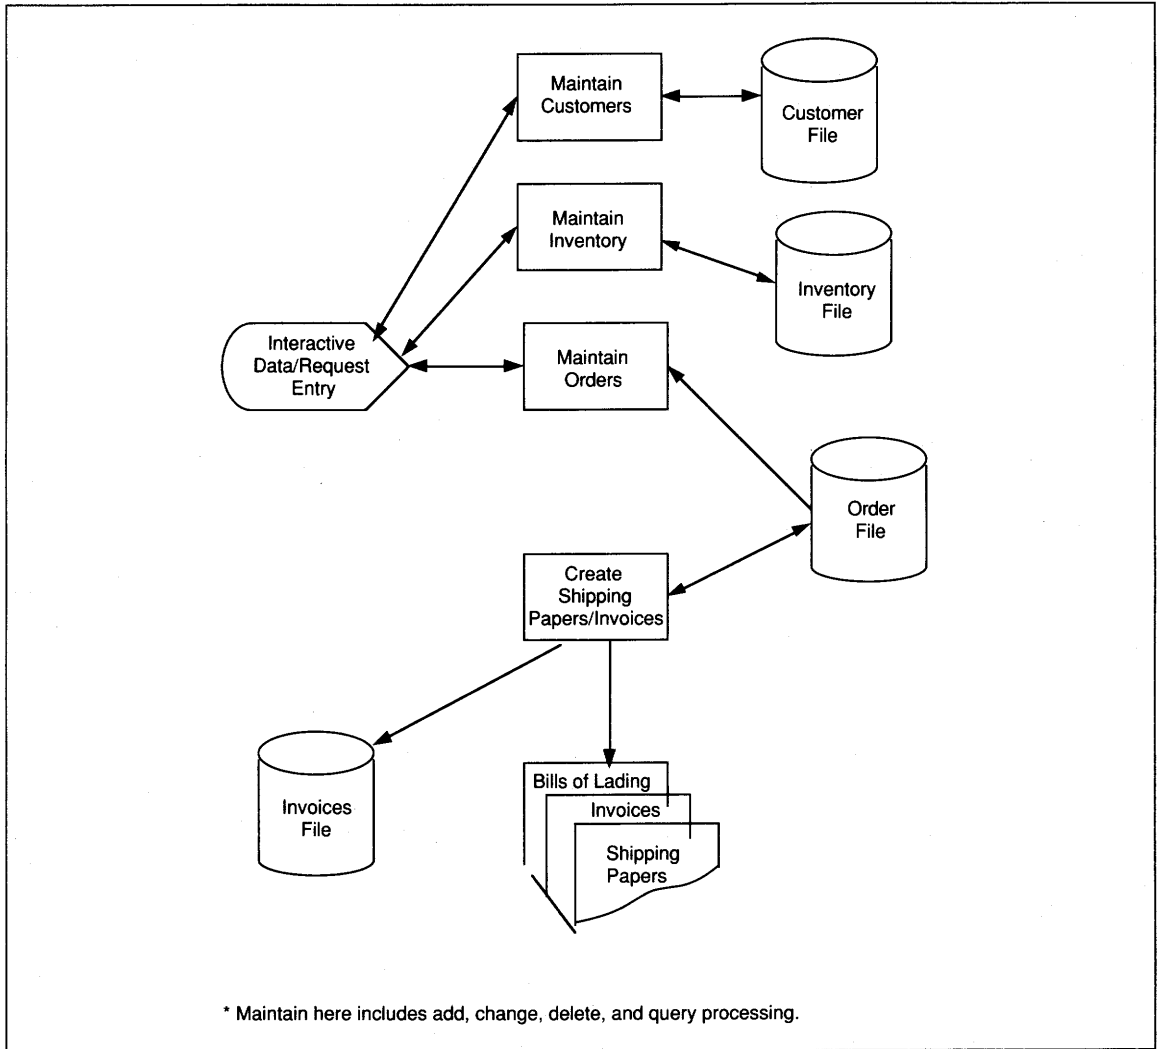 Maintain
Customers
Customer
File
Maintain
Inventory
Inventory
File
Interactive
Data/Request
Entry
Maintain
Orders
Order
File
Create
Shipping
Papers/Invoices
Invoices
File
Bills of Lading
Invoices
Shipping
Papers
* Maintain here includes add, change, delete, and query processing.